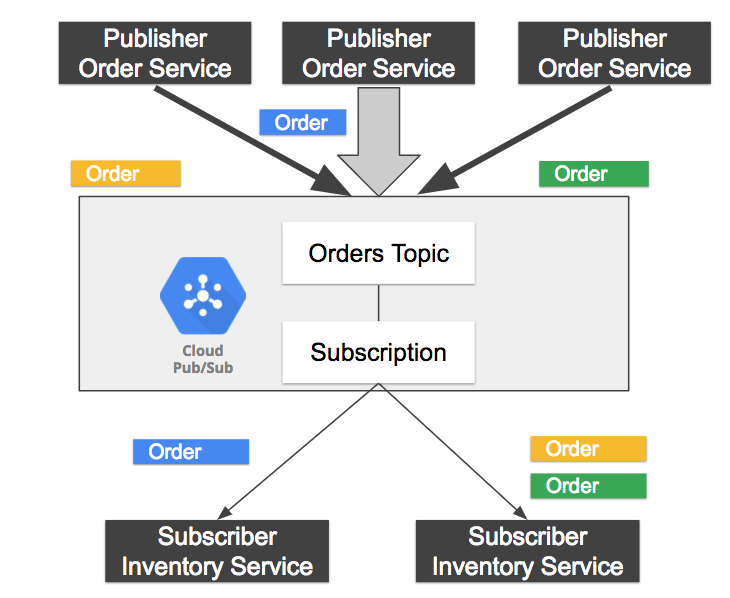 Publisher
Order Service
Publisher
Order Service
Publisher
Order Service
Order
Order
Order
Orders Topic
Cloud
Pub/Sub
Subscription
Order
Order
Order
Subscriber
Inventory Service
Subscriber
Inventory Service